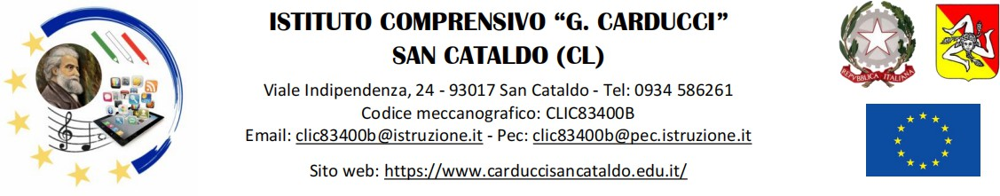 ISTITUTO COMPRENSIVO “G. CARDUCCI”
SAN CATALDO (CL)
Viale Indipendenza, 24 - 93017 San Cataldo - Tel: 0934 586261
Codice meccanografico: CLIC83400B
Email: clic83400b@istruzione.it - Pec: clic83400b@pec.istruzione.it
Sito web: https://www.carduccisancataldo.edu.it/
REPVBBLICA ITALIANA